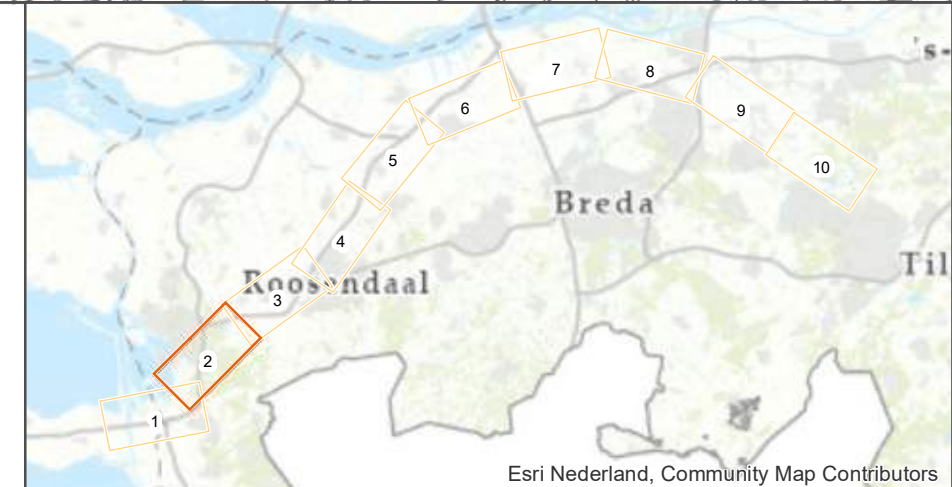 's-
7
8
6
9
5
10
Breda
4
Til
Roosendaal
3
2
1
Esri Nederland, Community Map Contributors